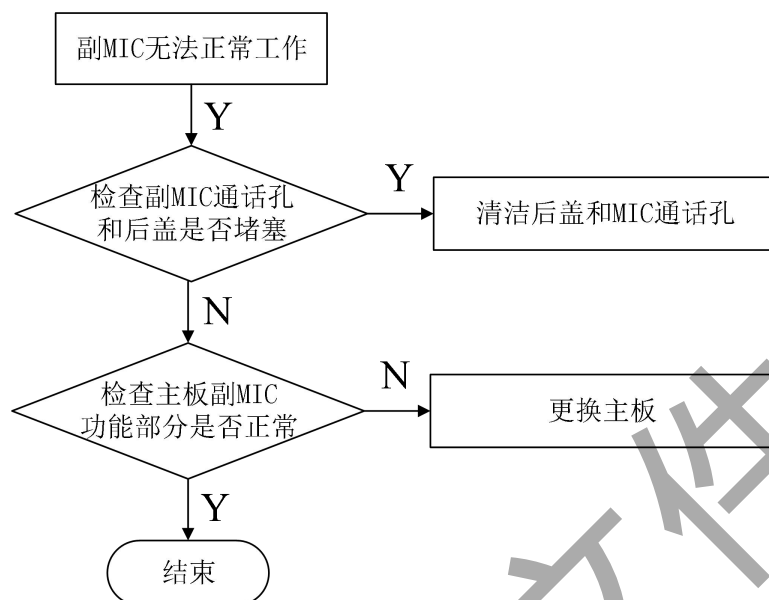 副MIC无法正常工作
Y
检查副MIC通话孔
和后盖是否堵塞
Y
清洁后盖和MIC通话孔
N
检查主板副MIC
功能部分是否正常
N
更换主板
Y
结束
文件